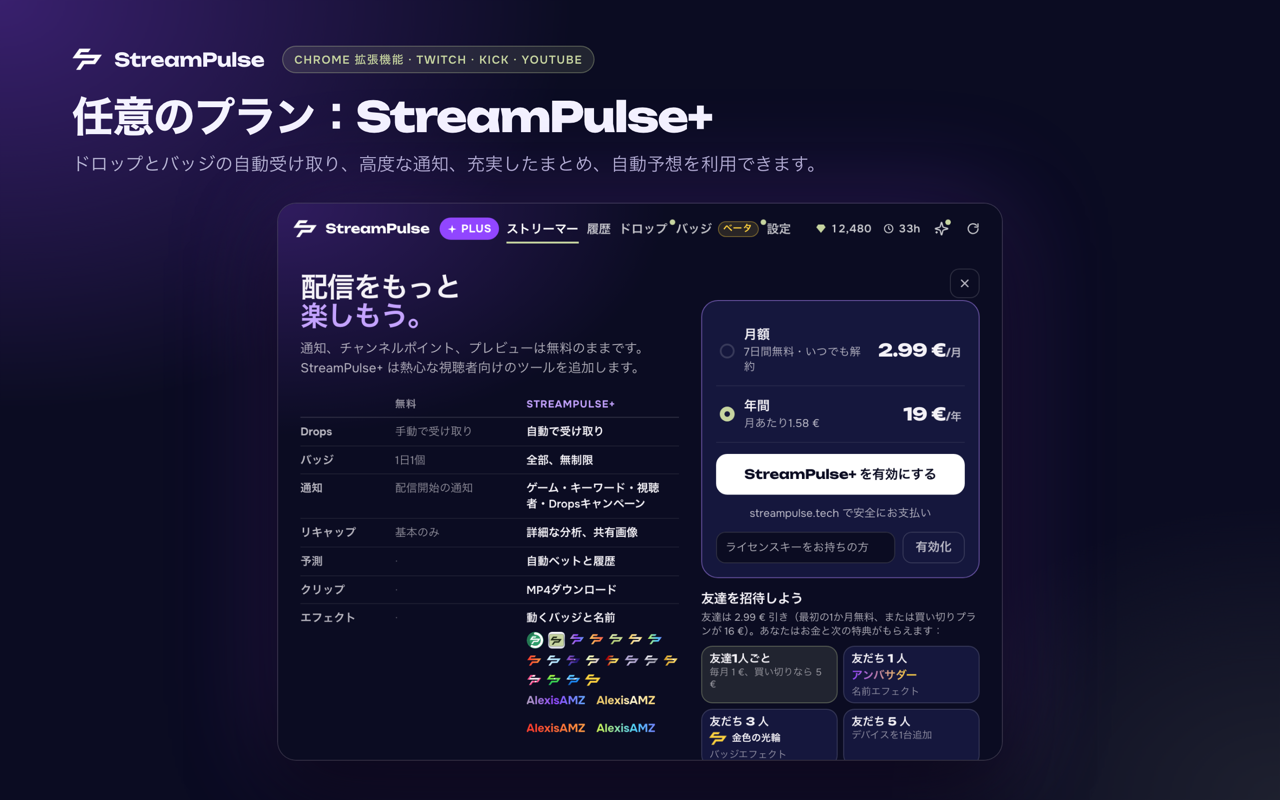 StreamPulse
CHROME 拡張機能 · TWITCH · KICK · YOUTUBE
任意のプラン：StreamPulse+
ドロップとバッジの自動受け取り、高度な通知、充実したまとめ、自動予想を利用できます。
StreamPulse + PLUS ストリーマー 履歴 ドロップ バッジ ベータ 設定 12,480 33h
配信をもっと
楽しもう。
通知、チャンネルポイント、プレビューは無料のままです。
StreamPulse+ は熱心な視聴者向けのツールを追加します。
無料 STREAMPULSE+
Drops 手動で受け取り 自動で受け取り
バッジ 1日1個 全部、無制限
通知 配信開始の通知 ゲーム・キーワード・視聴
者・Dropsキャンペーン
リキャップ 基本のみ 詳細な分析、共有画像
予測 · 自動ベットと履歴
クリップ · MP4ダウンロード
エフェクト · 動くバッジと名前
AlexisAMZ AlexisAMZ
AlexisAMZ AlexisAMZ
月額
7日間無料・いつでも解
約
2.99 €/月
年間
月あたり1.58 €
19 €/年
StreamPulse+ を有効にする
streampulse.tech で安全にお支払い
ライセンスキーをお持ちの方 有効化
友達を招待しよう
友達は 2.99 € 引き（最初の1か月無料、または買い切りプラ
ンが 16 €）。あなたはお金と次の特典がもらえます：
友達1人ごと
毎月 1 €、買い切りなら 5
€
友だち 1 人
アンバサダー
名前エフェクト
友だち 3 人
金色の光輪
バッジエフェクト
友だち 5 人
デバイスを1台追加